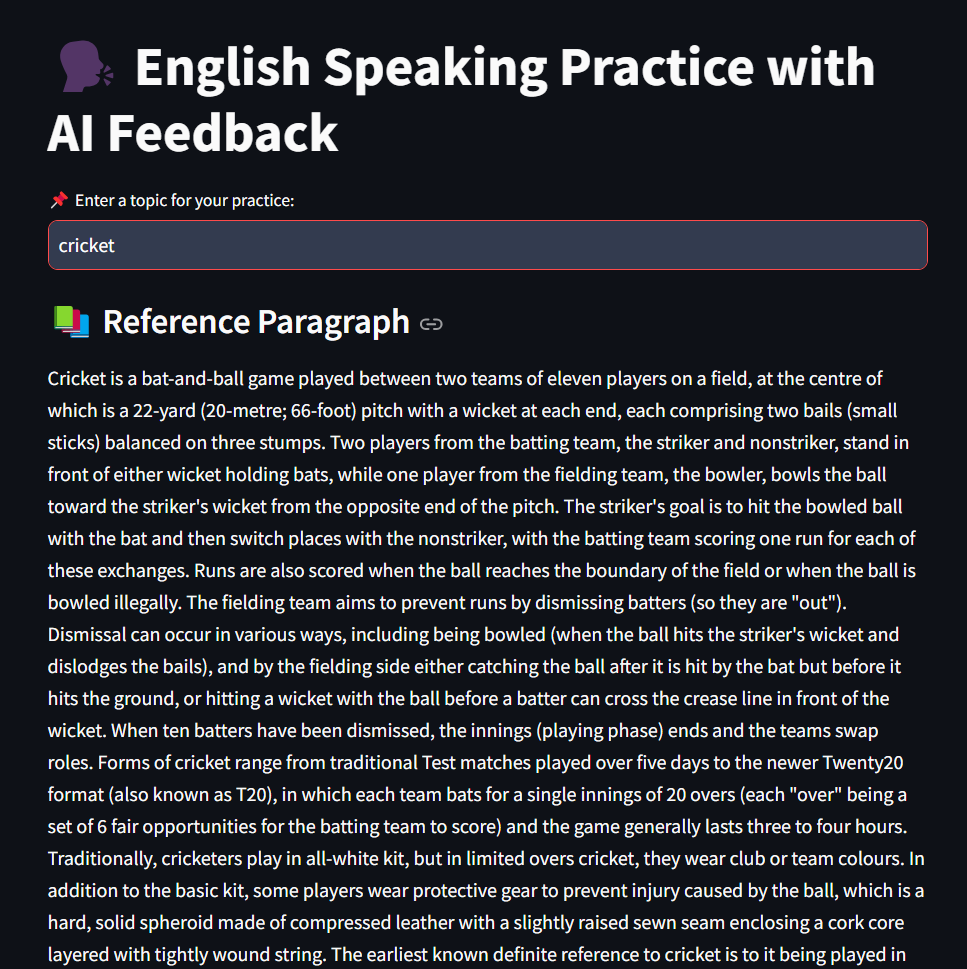 English Speaking Practice with
AI Feedback
Enter a topic for your practice:
cricket
Reference Paragraph
Cricket is a bat-and-ball game played between two teams of eleven players on a field, at the centre of
which is a 22-yard (20-metre; 66-foot) pitch with a wicket at each end, each comprising two bails (small
sticks) balanced on three stumps. Two players from the batting team, the striker and nonstriker, stand in
front of either wicket holding bats, while one player from the fielding team, the bowler, bowls the ball
toward the striker's wicket from the opposite end of the pitch. The striker's goal is to hit the bowled ball
with the bat and then switch places with the nonstriker, with the batting team scoring one run for each of
these exchanges. Runs are also scored when the ball reaches the boundary of the field or when the ball is
bowled illegally. The fielding team aims to prevent runs by dismissing batters (so they are "out").
Dismissal can occur in various ways, including being bowled (when the ball hits the striker's wicket and
dislodges the bails), and by the fielding side either catching the ball after it is hit by the bat but before it
hits the ground, or hitting a wicket with the ball before a batter can cross the crease line in front of the
wicket. When ten batters have been dismissed, the innings (playing phase) ends and the teams swap
roles. Forms of cricket range from traditional Test matches played over five days to the newer Twenty20
format (also known as T20), in which each team bats for a single innings of 20 overs (each "over" being a
set of 6 fair opportunities for the batting team to score) and the game generally lasts three to four hours.
Traditionally, cricketers play in all-white kit, but in limited overs cricket, they wear club or team colours. In
addition to the basic kit, some players wear protective gear to prevent injury caused by the ball, which is a
hard, solid spheroid made of compressed leather with a slightly raised sewn seam enclosing a cork core
layered with tightly wound string. The earliest known definite reference to cricket is to it being played in